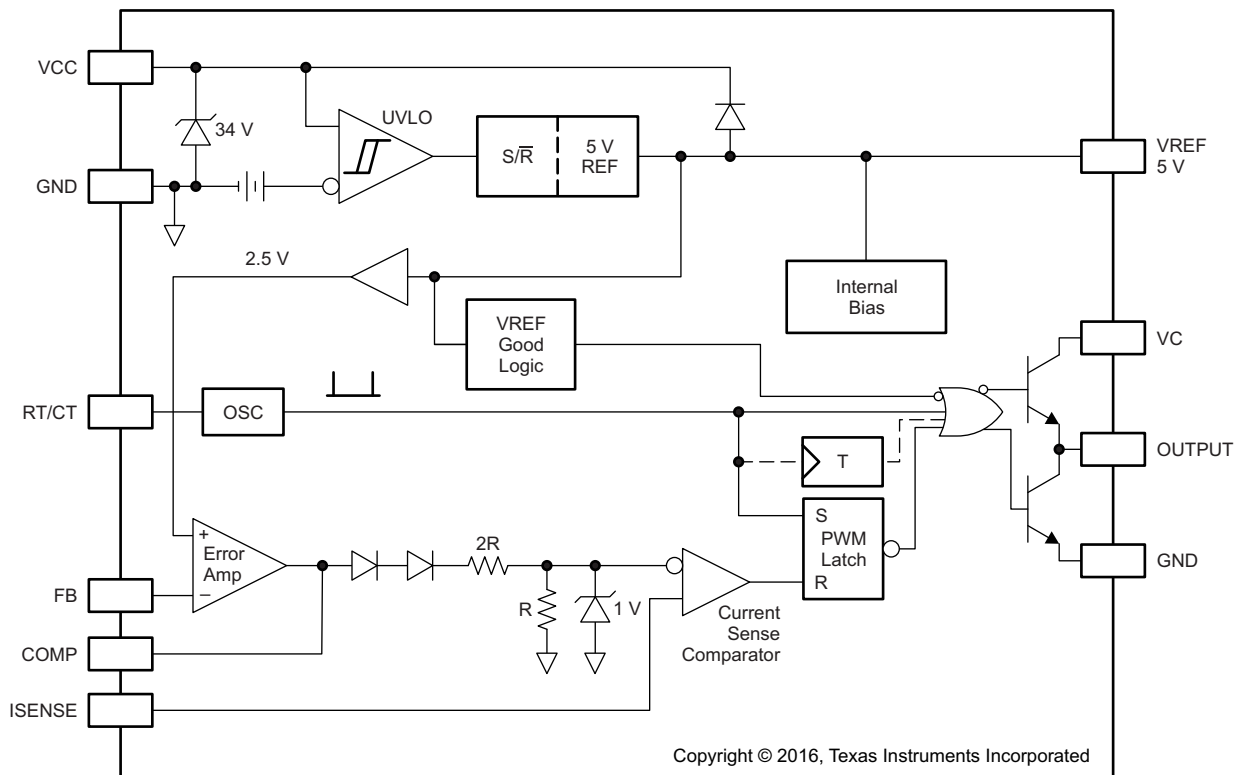 VCC
UVLO
34 V
S/R̅
5 V
REF
VREF
5 V
GND
2.5 V
Internal
Bias
VREF
Good
Logic
VC
RT/CT
OSC
T
OUTPUT
S
PWM
Latch
R
+
Error
Amp
−
2R
R
1 V
GND
FB
Current
Sense
Comparator
COMP
ISENSE
Copyright © 2016, Texas Instruments Incorporated